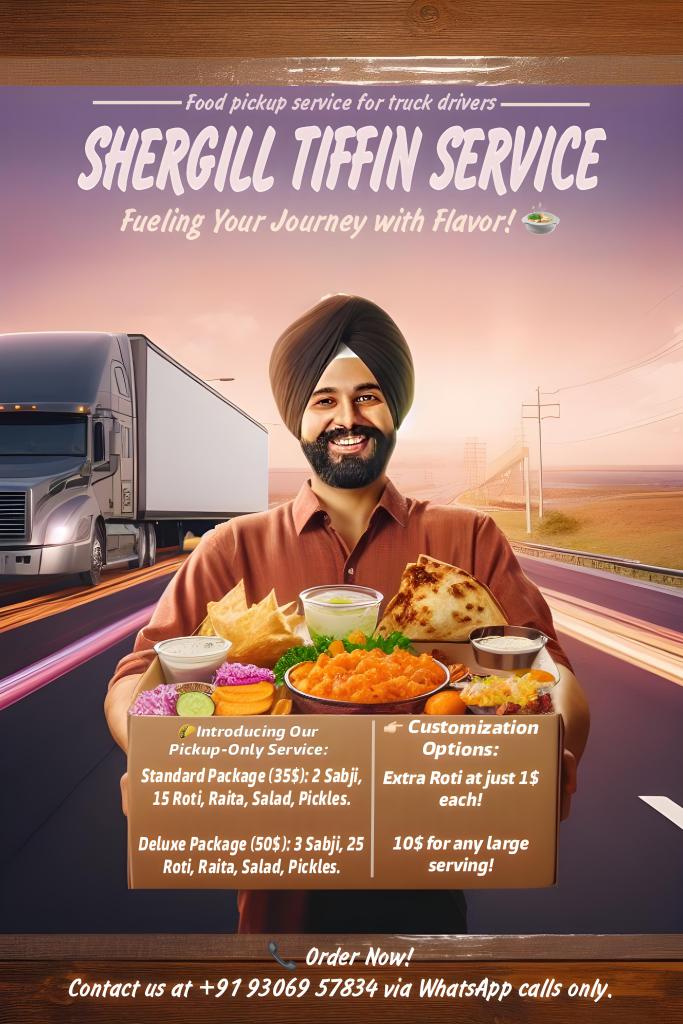 Food pickup service for truck drivers
SHERGILL TIFFIN SERVICE
Fueling Your Journey with Flavor! 🍲
🌮Introducing Our
Pickup-Only Service:
Standard Package (35$): 2 Sabji,
15 Roti, Raita, Salad, Pickles.
Deluxe Package (50$): 3 Sabji, 25
Roti, Raita, Salad, Pickles.
👉🏼 Customization
Options:
Extra Roti at just 1$
each!
10$ for any large
serving!
📞 Order Now!
Contact us at +91 93069 57834 via WhatsApp calls only.